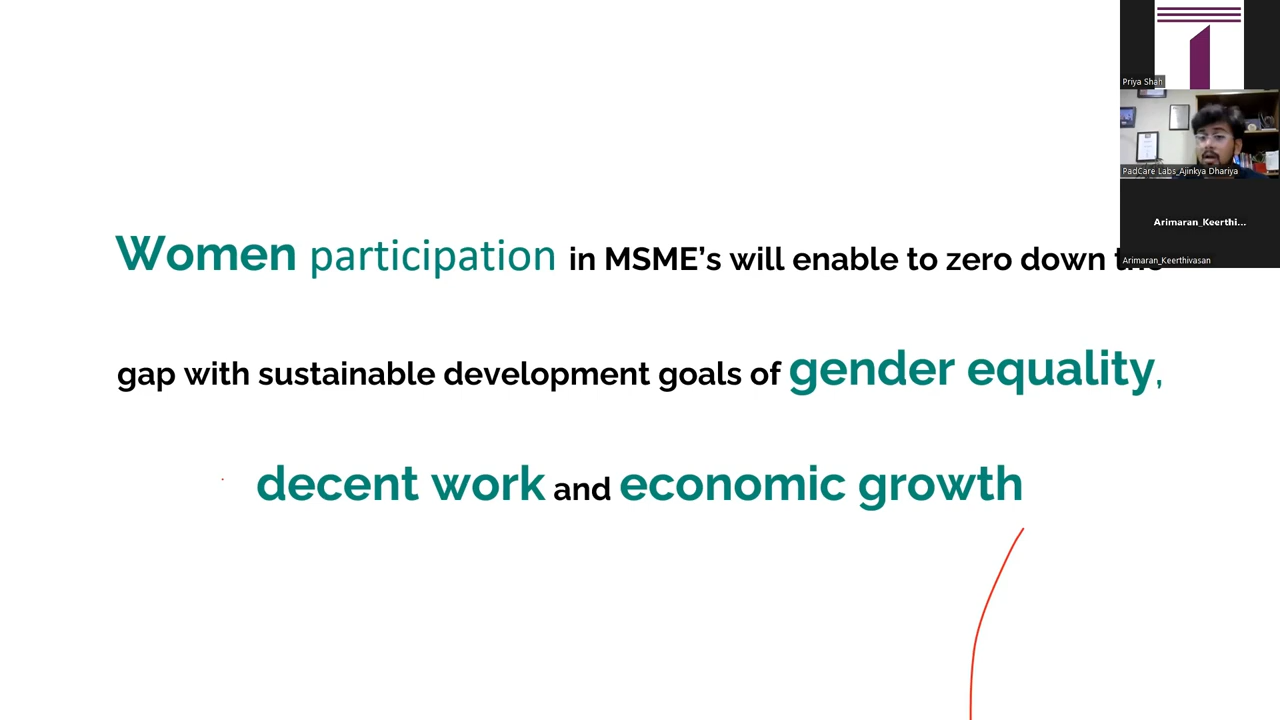 Women participation in MSME’s will enable to zero down the
gap with sustainable development goals of gender equality,
decent work and economic growth
Priya Shah
PadCare Labs_Ajinkya Dhariya
Arimaran_Keerthi...
Arimaran_Keerthivasan